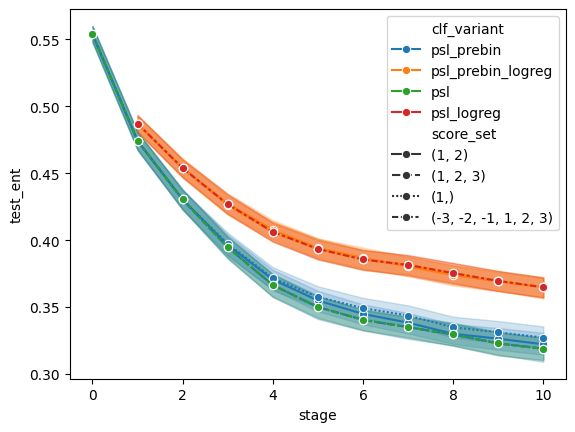 0.55
0.50
0.45
0.40
0.35
0.30
test_ent
0 2 4 6 8 10
stage
clf_variant
psl_prebin
psl_prebin_logreg
psl
psl_logreg
score_set
(1, 2)
(1, 2, 3)
(1,)
(-3, -2, -1, 1, 2, 3)